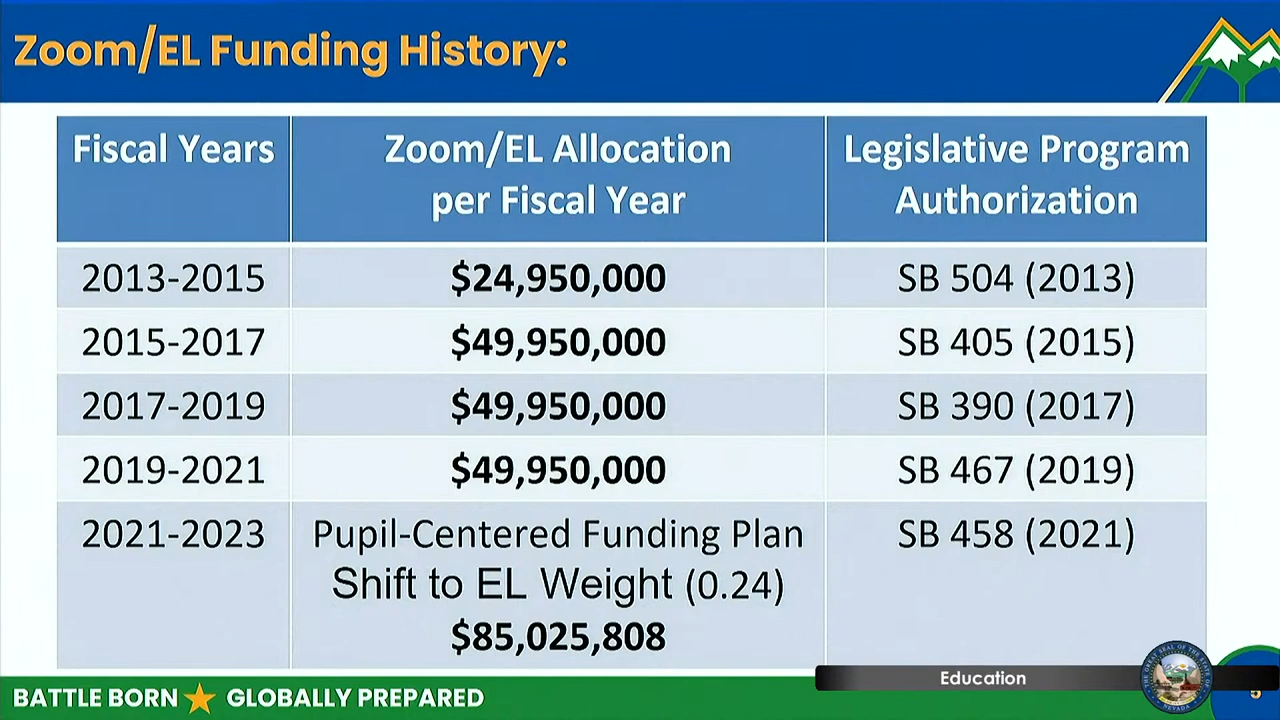 Zoom/EL Funding History:
Fiscal Years
Zoom/EL Allocation
per Fiscal Year
Legislative Program
Authorization
2013-2015
$24,950,000
SB 504 (2013)
2015-2017
$49,950,000
SB 405 (2015)
2017-2019
$49,950,000
SB 390 (2017)
2019-2021
$49,950,000
SB 467 (2019)
2021-2023
Pupil-Centered Funding Plan
Shift to EL Weight (0.24)
$85,025,808
SB 458 (2021)
BATTLE BORN
GLOBALLY PREPARED
Education
5